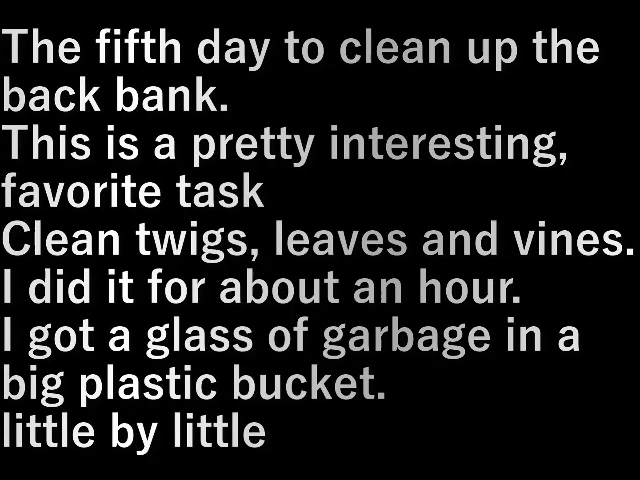 The fifth day to clean up the
back bank.
This is a pretty interesting,
favorite task
Clean twigs, leaves and vines.
I did it for about an hour.
I got a glass of garbage in a
big plastic bucket.
little by little